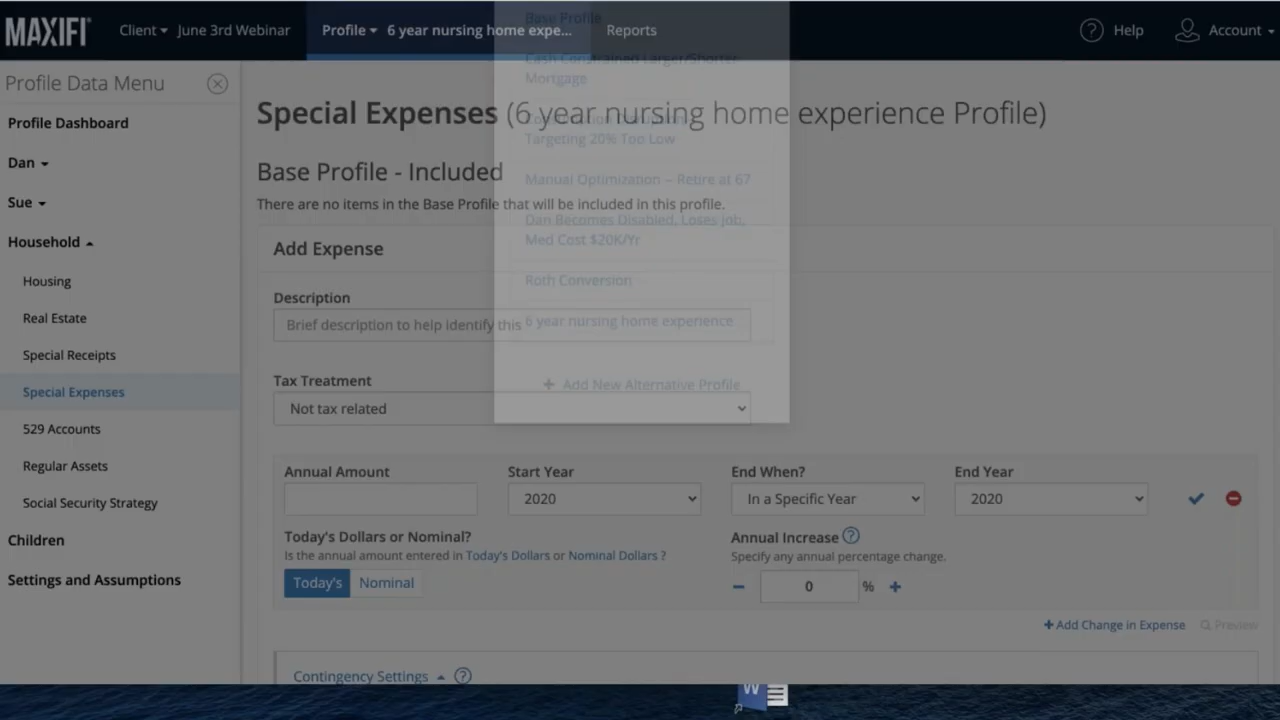 MAXIFI
Client June 3rd Webinar
Profile 6 year nursing home expe...
Reports
Help
Account
Profile Data Menu
Profile Dashboard
Dan
Sue
Household
Housing
Real Estate
Special Receipts
Special Expenses
529 Accounts
Regular Assets
Social Security Strategy
Children
Settings and Assumptions
Base Profile
Cash Constrained Larger/Shorter
Mortgage
Targeting 20% Too Low
Manual Optimization – Retire at 67
Dan Becomes Disabled, Loses job,
Med Cost $20K/Yr
Roth Conversion
6 year nursing home experience
+ Add New Alternative Profile
Special Expenses (6 year nursing home experience Profile)
Base Profile - Included
There are no items in the Base Profile that will be included in this profile.
Add Expense
Description
Brief description to help identify this
Tax Treatment
Not tax related
Annual Amount
Start Year
End When?
End Year
2020
In a Specific Year
2020
Today's Dollars or Nominal?
Is the annual amount entered in Today's Dollars or Nominal Dollars ?
Today's
Nominal
Annual Increase ?
Specify any annual percentage change.
0
%
+ Add Change in Expense
Preview
Contingency Settings ?
W